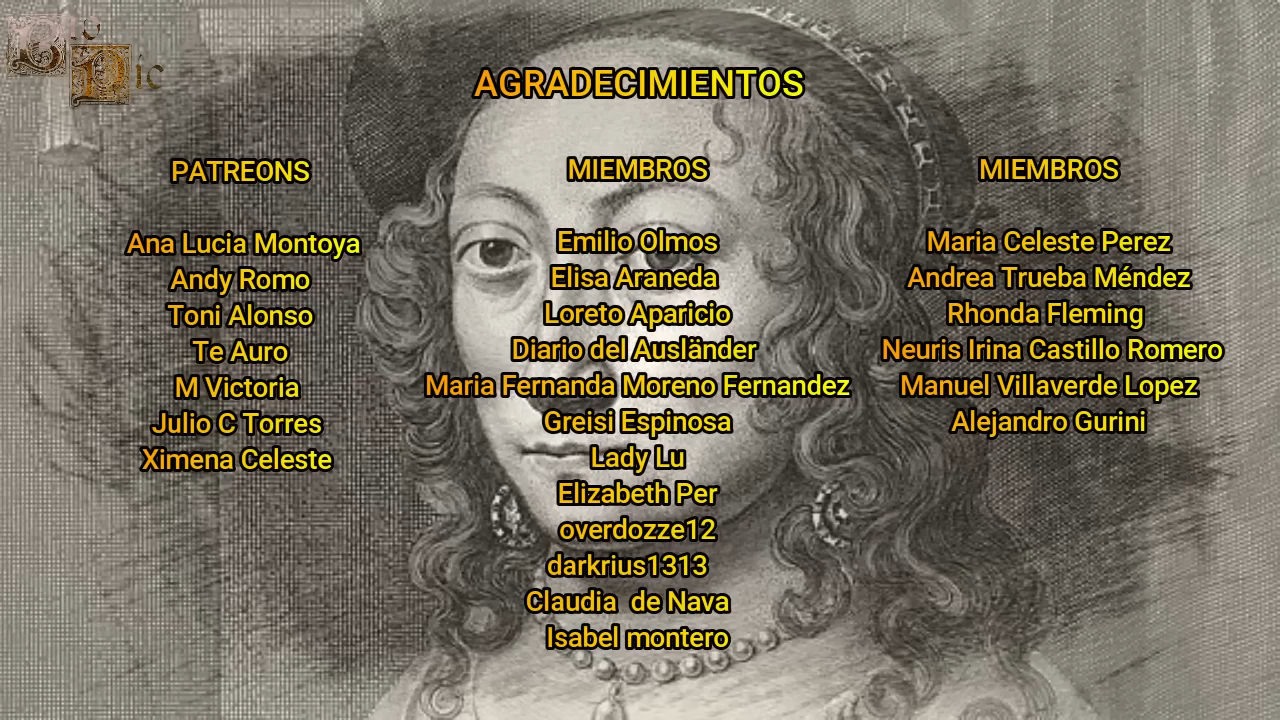 Bio
Pic
AGRADECIMIENTOS
PATREONS
Ana Lucia Montoya
Andy Romo
Toni Alonso
Te Auro
M Victoria
Julio C Torres
Ximena Celeste
MIEMBROS
Emilio Olmos
Elisa Araneda
Loreto Aparicio
Diario del Ausländer
Maria Fernanda Moreno Fernandez
Greisi Espinosa
Lady Lu
Elizabeth Per
overdozze12
darkrius1313
Claudia  de Nava
Isabel montero
MIEMBROS
Maria Celeste Perez
Andrea Trueba Méndez
Rhonda Fleming
Neuris Irina Castillo Romero
Manuel Villaverde Lopez
Alejandro Gurini